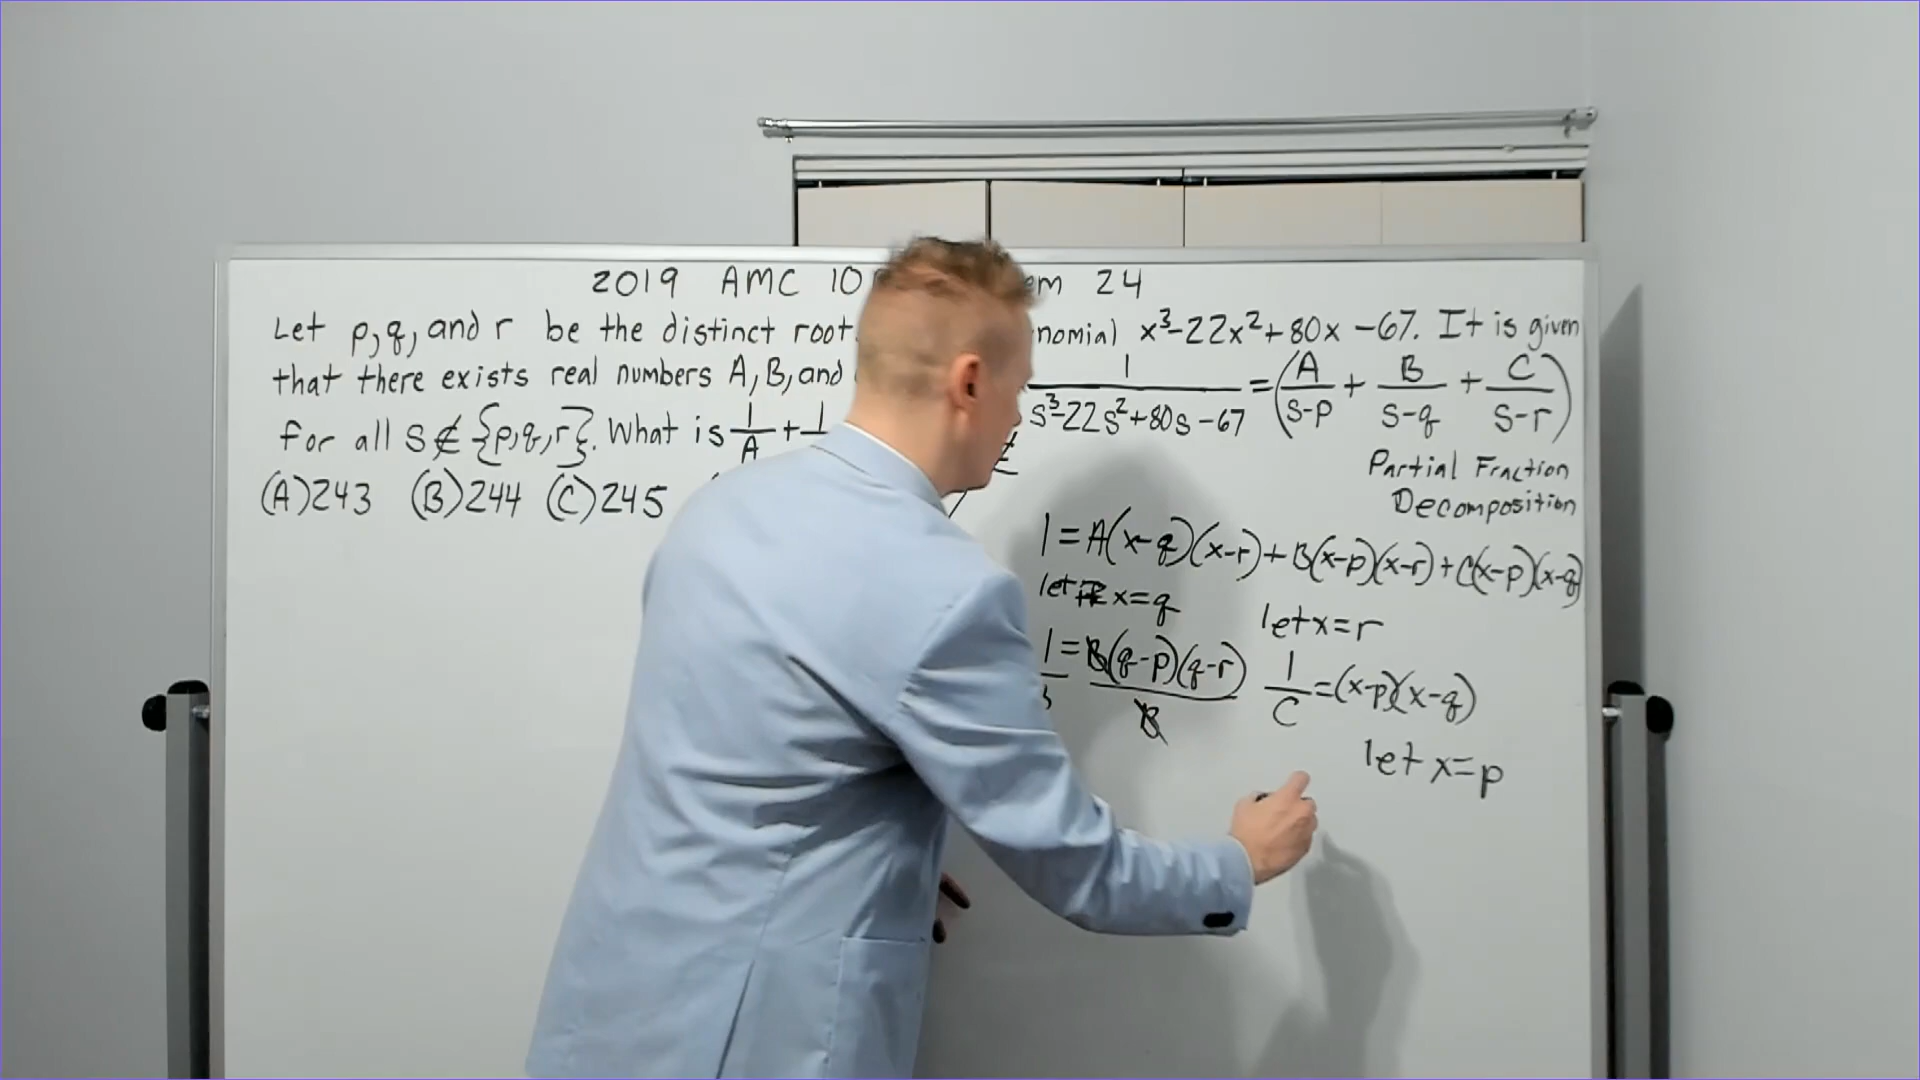 2019 AMC 10 em 24
Let p,q, and r be the distinct root nomial x³-22x²+80x-67. It is given
that there exists real numbers A, B, and 1/(s³-22s²+80s-67) = (A/(s-p) + B/(s-q) + C/(s-r))
for all s∉{p,q,r}. What is 1/A + 1
(A)243 (B)244 (C)245
Partial Fraction
Decomposition
1=A(x-q)(x-r)+B(x-p)(x-r)+C(x-p)(x-q)
let x=q
let x=r
1=B(q-p)(q-r)
B
1/C=(x-p)(x-q)
let x=p